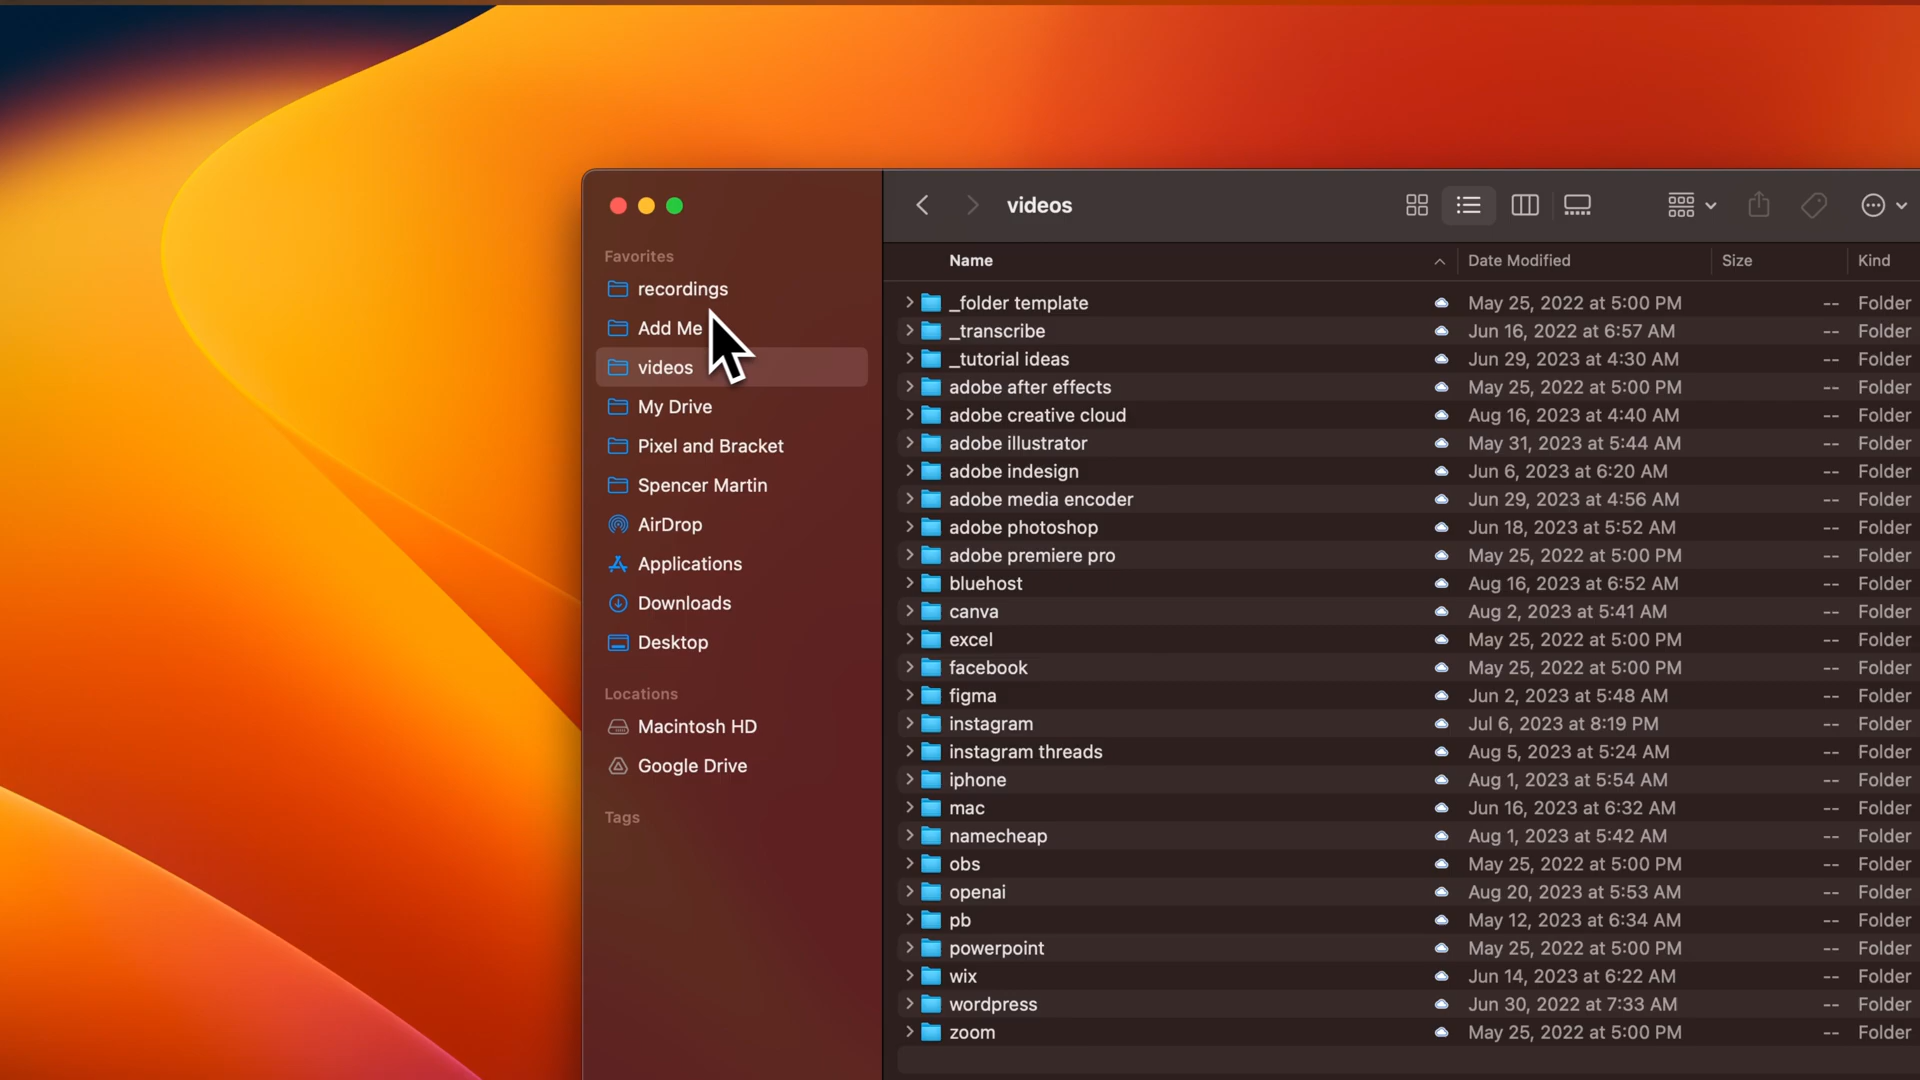 videos
Favorites
recordings
Add Me
videos
My Drive
Pixel and Bracket
Spencer Martin
AirDrop
Applications
Downloads
Desktop
Locations
Macintosh HD
Google Drive
Tags
Name Date Modified Size Kind
_folder template May 25, 2022 at 5:00 PM -- Folder
_transcribe Jun 16, 2022 at 6:57 AM -- Folder
_tutorial ideas Jun 29, 2023 at 4:30 AM -- Folder
adobe after effects May 25, 2022 at 5:00 PM -- Folder
adobe creative cloud Aug 16, 2023 at 4:40 AM -- Folder
adobe illustrator May 31, 2023 at 5:44 AM -- Folder
adobe indesign Jun 6, 2023 at 6:20 AM -- Folder
adobe media encoder Jun 29, 2023 at 4:56 AM -- Folder
adobe photoshop Jun 18, 2023 at 5:52 AM -- Folder
adobe premiere pro May 25, 2022 at 5:00 PM -- Folder
bluehost Aug 16, 2023 at 6:52 AM -- Folder
canva Aug 2, 2023 at 5:41 AM -- Folder
excel May 25, 2022 at 5:00 PM -- Folder
facebook May 25, 2022 at 5:00 PM -- Folder
figma Jun 2, 2023 at 5:48 AM -- Folder
instagram Jul 6, 2023 at 8:19 PM -- Folder
instagram threads Aug 5, 2023 at 5:24 AM -- Folder
iphone Aug 1, 2023 at 5:54 AM -- Folder
mac Jun 16, 2023 at 6:32 AM -- Folder
namecheap Aug 1, 2023 at 5:42 AM -- Folder
obs May 25, 2022 at 5:00 PM -- Folder
openai Aug 20, 2023 at 5:53 AM -- Folder
pb May 12, 2023 at 6:34 AM -- Folder
powerpoint May 25, 2022 at 5:00 PM -- Folder
wix Jun 14, 2023 at 6:22 AM -- Folder
wordpress Jun 30, 2022 at 7:33 AM -- Folder
zoom May 25, 2022 at 5:00 PM -- Folder